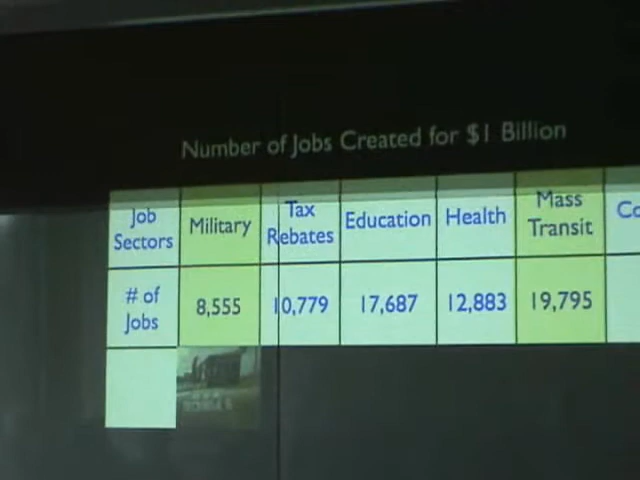 Number of Jobs Created for $1 Billion
Job Sectors Military Tax Rebates Education Health Mass Transit Co
# of Jobs 8,555 10,779 17,687 12,883 19,795